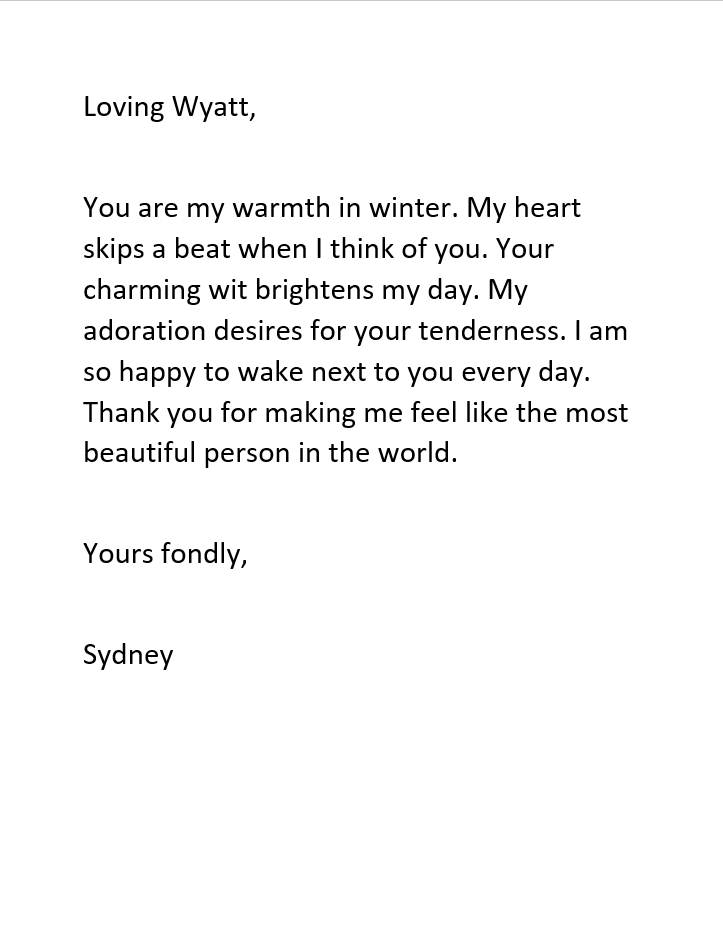 Loving Wyatt,
You are my warmth in winter. My heart
skips a beat when I think of you. Your
charming wit brightens my day. My
adoration desires for your tenderness. I am
so happy to wake next to you every day.
Thank you for making me feel like the most
beautiful person in the world.
Yours fondly,
Sydney